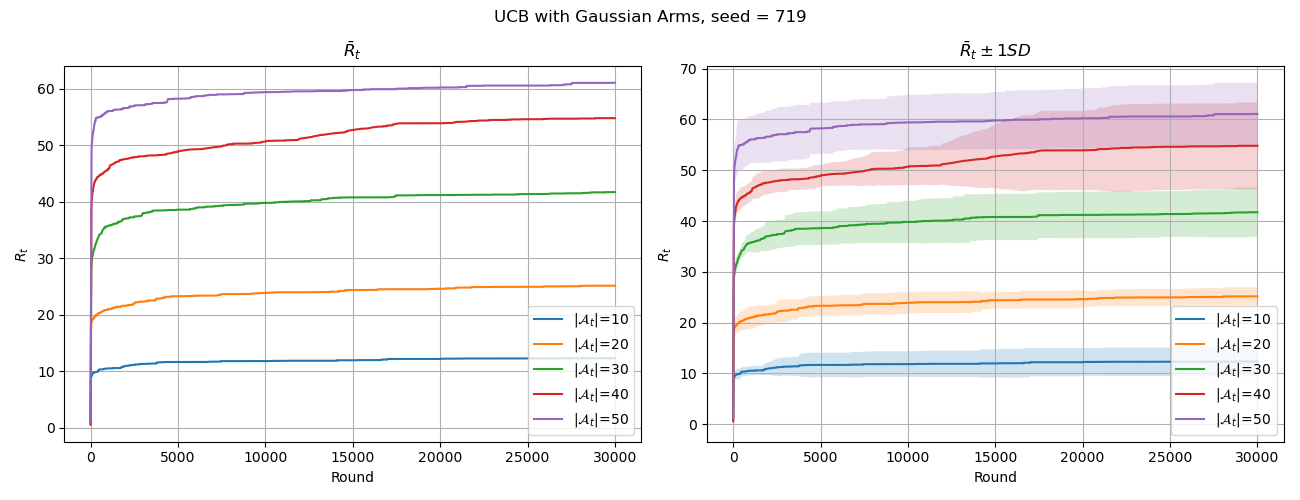 UCB with Gaussian Arms, seed = 719
R̄ₜ
Rₜ
60
50
40
30
20
10
0
0 5000 10000 15000 20000 25000 30000
Round
|𝒜ₜ|=10
|𝒜ₜ|=20
|𝒜ₜ|=30
|𝒜ₜ|=40
|𝒜ₜ|=50
R̄ₜ ± 1SD
Rₜ
70
60
50
40
30
20
10
0
0 5000 10000 15000 20000 25000 30000
Round
|𝒜ₜ|=10
|𝒜ₜ|=20
|𝒜ₜ|=30
|𝒜ₜ|=40
|𝒜ₜ|=50